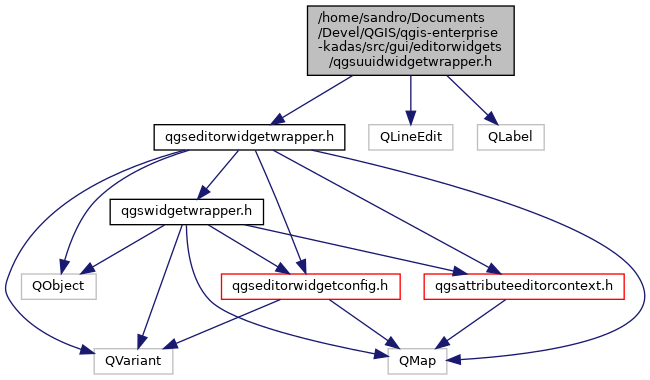 /home/sandro/Documents
/Devel/QGIS/qgis-enterprise
-kadas/src/gui/editorwidgets
/qgsuuidwidgetwrapper.h
qgseditorwidgetwrapper.h
QLineEdit
QLabel
qgswidgetwrapper.h
QObject
qgseditorwidgetconfig.h
qgsattributeeditorcontext.h
QVariant
QMap